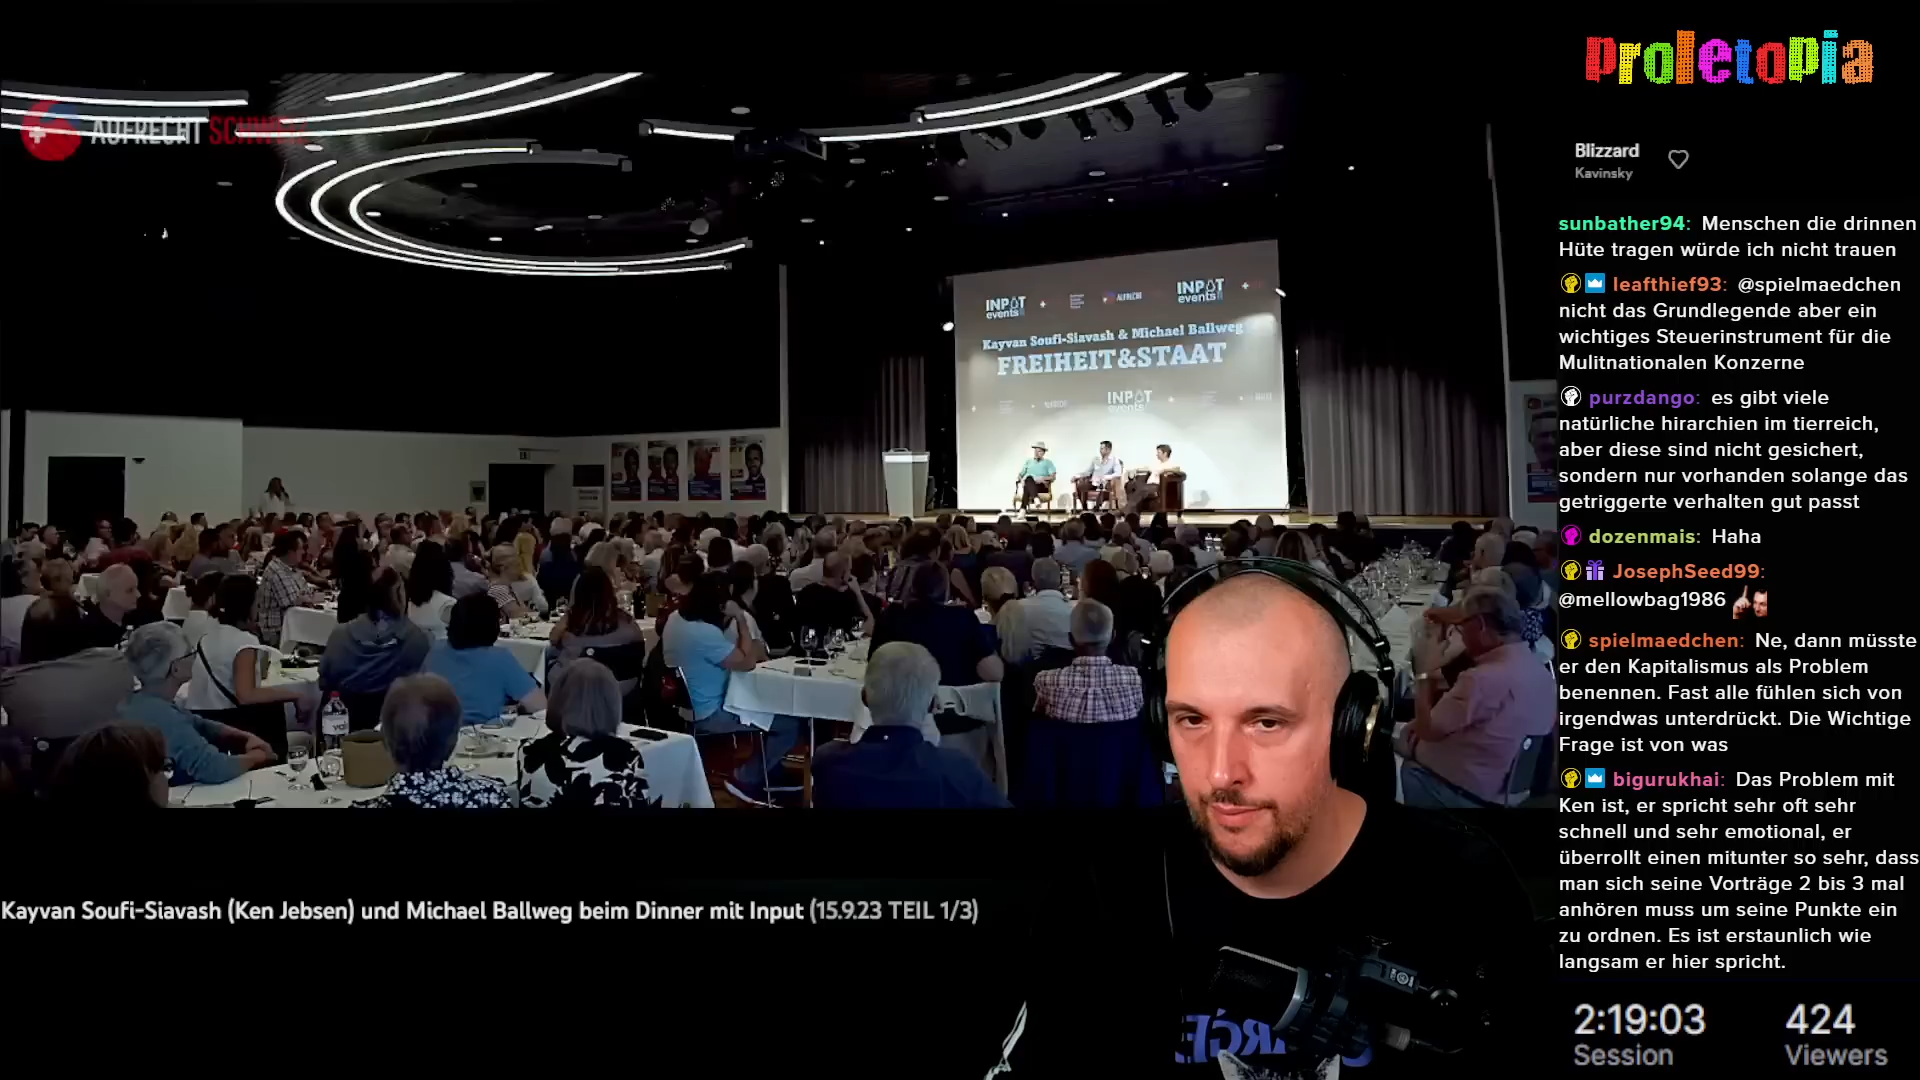 AUFRECHT SCHWEIZ
INPUT
events
AUFRECHT
INPUT
events
Kayvan Soufi-Siavash & Michael Ballweg
FREIHEIT&STAAT
INPUT
events
Kayvan Soufi-Siavash (Ken Jebsen) und Michael Ballweg beim Dinner mit Input (15.9.23 TEIL 1/3)
Proletopia
Blizzard
Kavinsky
sunbather94: Menschen die drinnen
Hüte tragen würde ich nicht trauen
leafthief93: @spielmaedchen
nicht das Grundlegende aber ein
wichtiges Steuerinstrument für die
Mulitnationalen Konzerne
purzdango: es gibt viele
natürliche hirarchien im tierreich,
aber diese sind nicht gesichert,
sondern nur vorhanden solange das
getriggerte verhalten gut passt
dozenmais: Haha
JosephSeed99:
@mellowbag1986
spielmaedchen: Ne, dann müsste
er den Kapitalismus als Problem
benennen. Fast alle fühlen sich von
irgendwas unterdrückt. Die Wichtige
Frage ist von was
bigurukhai: Das Problem mit
Ken ist, er spricht sehr oft sehr
schnell und sehr emotional, er
überrollt einen mitunter so sehr, dass
man sich seine Vorträge 2 bis 3 mal
anhören muss um seine Punkte ein
zu ordnen. Es ist erstaunlich wie
langsam er hier spricht.
2:19:03
Session
424
Viewers